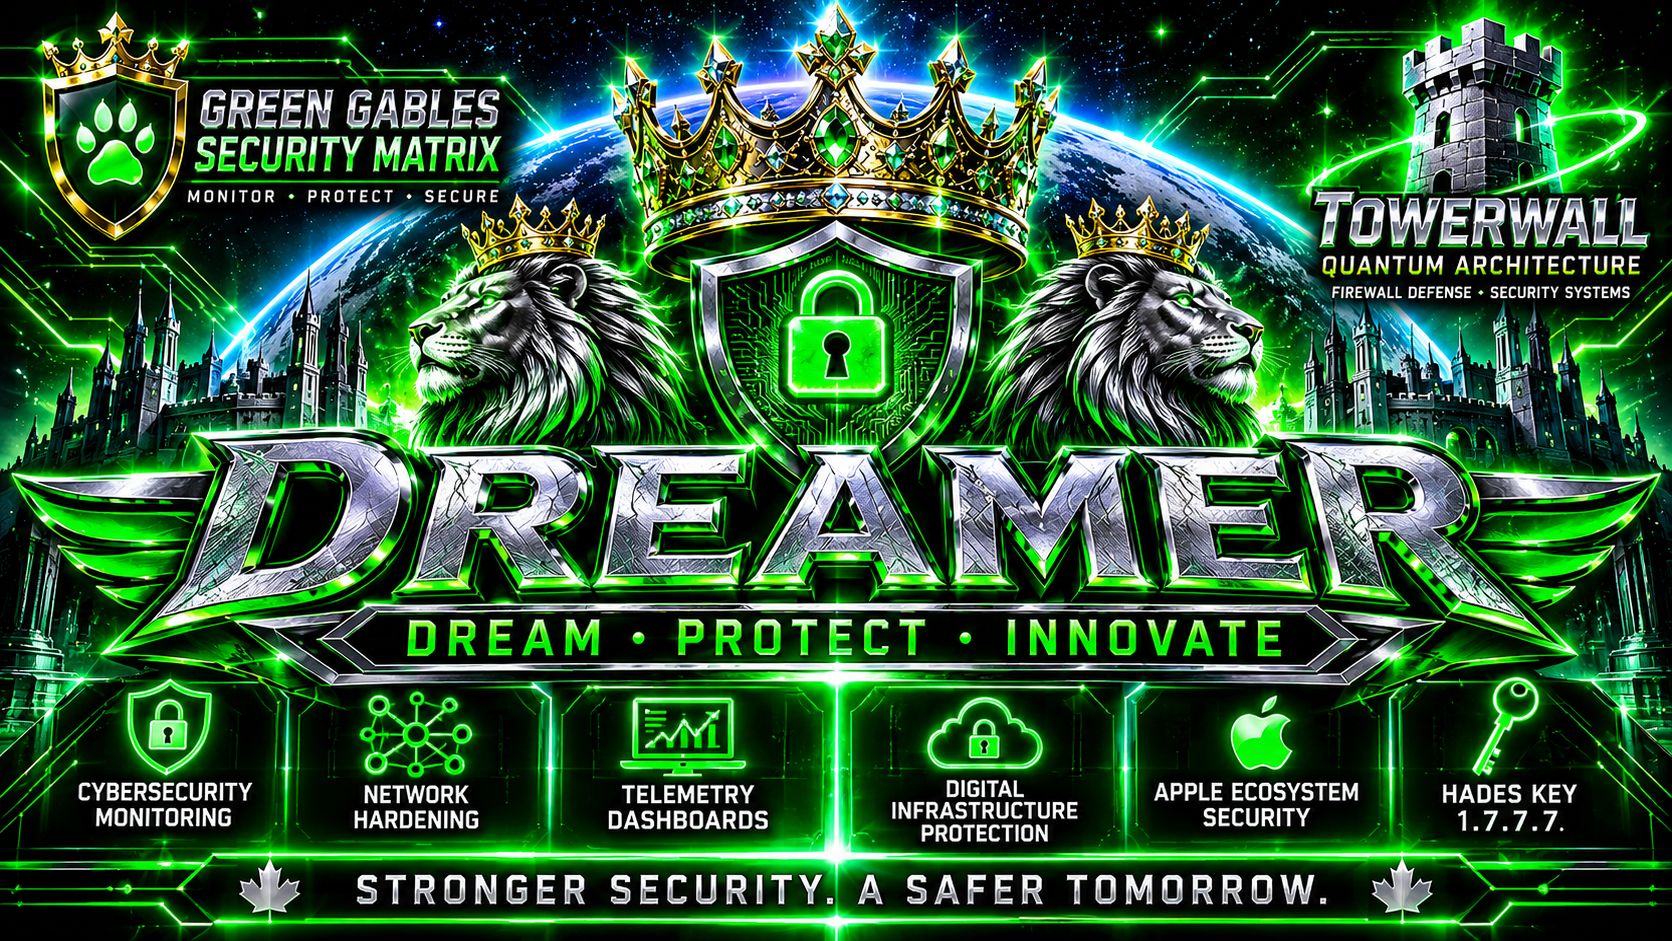 GREEN GABLES
SECURITY MATRIX
MONITOR • PROTECT • SECURE
TOWERWALL
QUANTUM ARCHITECTURE
FIREWALL DEFENSE • SECURITY SYSTEMS
DREAMER
DREAM • PROTECT • INNOVATE
CYBERSECURITY
MONITORING
NETWORK
HARDENING
TELEMETRY
DASHBOARDS
DIGITAL
INFRASTRUCTURE
PROTECTION
APPLE ECOSYSTEM
SECURITY
HADES KEY
1.7.7.7.
STRONGER SECURITY. A SAFER TOMORROW.